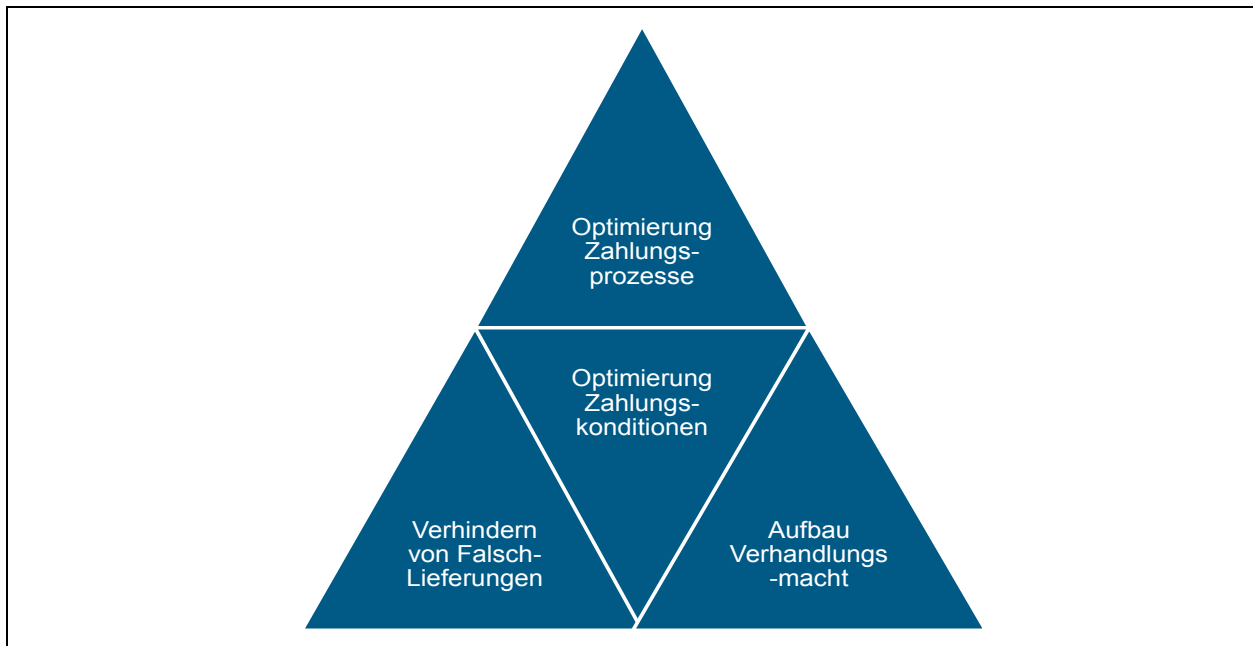 Optimierung
Zahlungs-
prozesse
Optimierung
Zahlungs-
konditionen
Verhindern
von Falsch-
Lieferungen
Aufbau
Verhandlungs
-macht